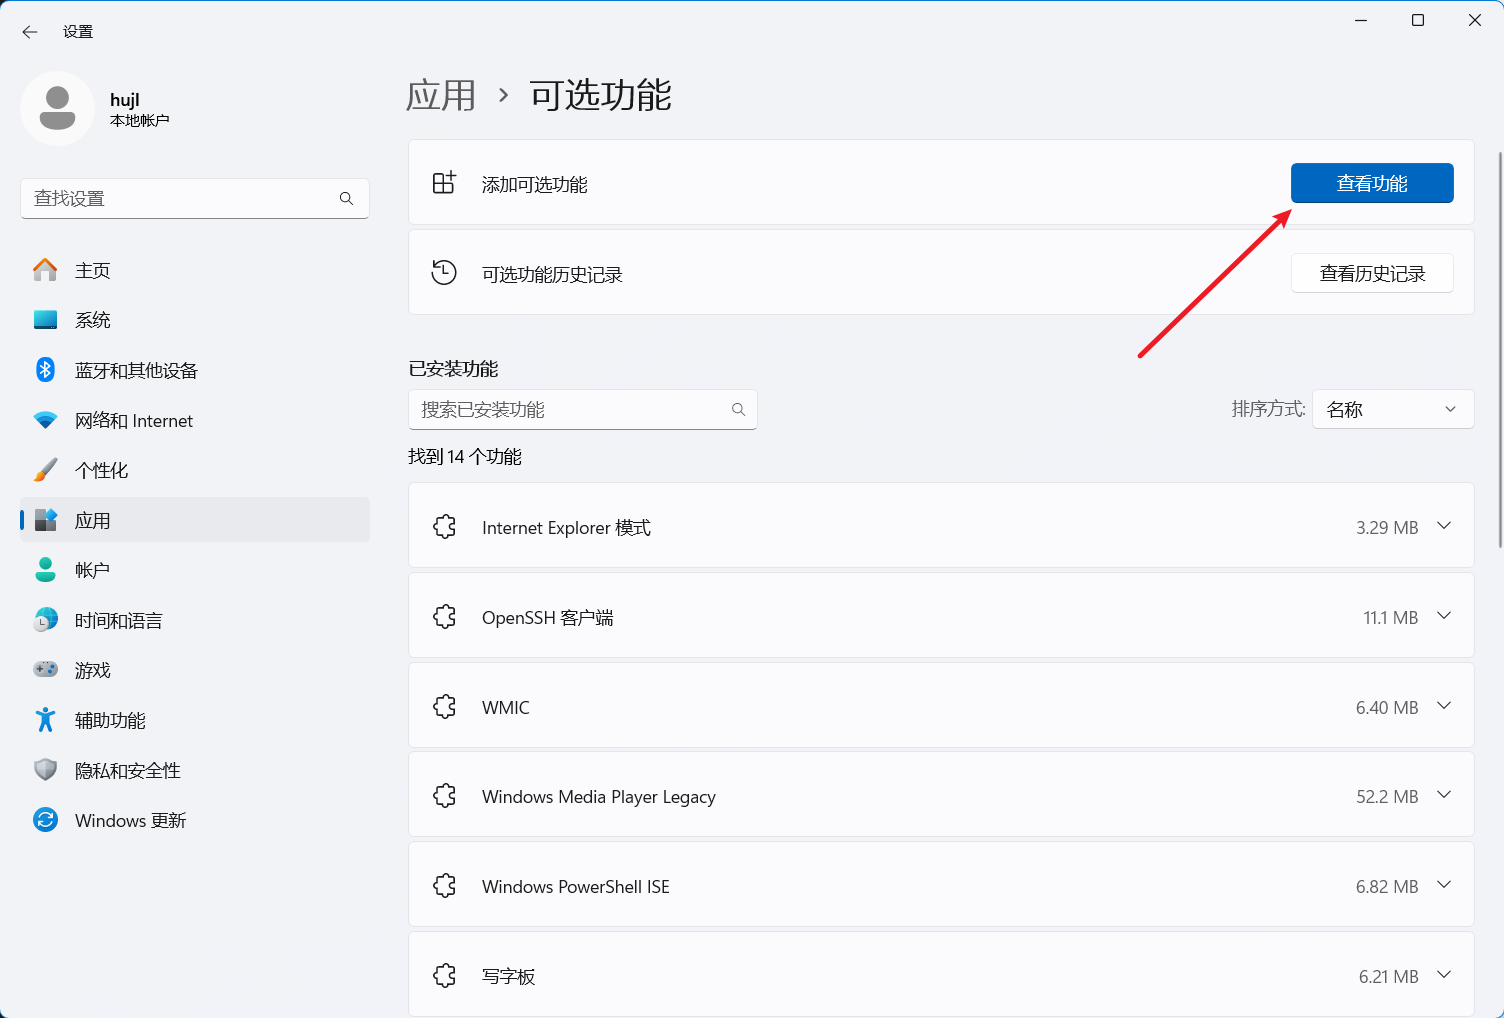 设置
hujl
本地帐户
查找设置
主页
系统
蓝牙和其他设备
网络和 Internet
个性化
应用
帐户
时间和语言
游戏
辅助功能
隐私和安全性
Windows 更新
应用 › 可选功能
添加可选功能 查看功能
可选功能历史记录 查看历史记录
已安装功能
搜索已安装功能 排序方式: 名称
找到 14 个功能
Internet Explorer 模式 3.29 MB
OpenSSH 客户端 11.1 MB
WMIC 6.40 MB
Windows Media Player Legacy 52.2 MB
Windows PowerShell ISE 6.82 MB
写字板 6.21 MB